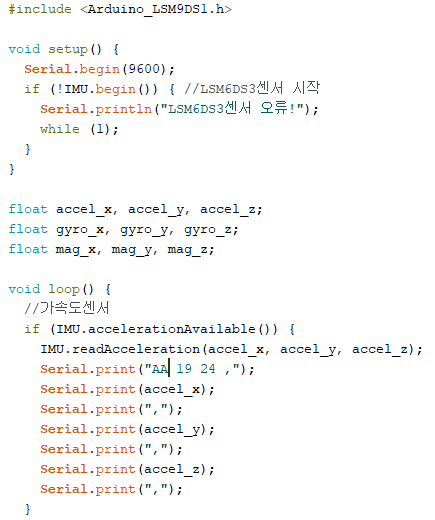 #include <Arduino_LSM9DS1.h>
void setup() {
Serial.begin(9600);
if (!IMU.begin()) { //LSM6DS3센서 시작
Serial.println("LSM6DS3센서 오류!");
while (1);
}
}
float accel_x, accel_y, accel_z;
float gyro_x, gyro_y, gyro_z;
float mag_x, mag_y, mag_z;
void loop() {
//가속도센서
if (IMU.accelerationAvailable()) {
IMU.readAcceleration(accel_x, accel_y, accel_z);
Serial.print("AA 19 24 ,");
Serial.print(accel_x);
Serial.print(",");
Serial.print(accel_y);
Serial.print(",");
Serial.print(accel_z);
Serial.print(",");
}